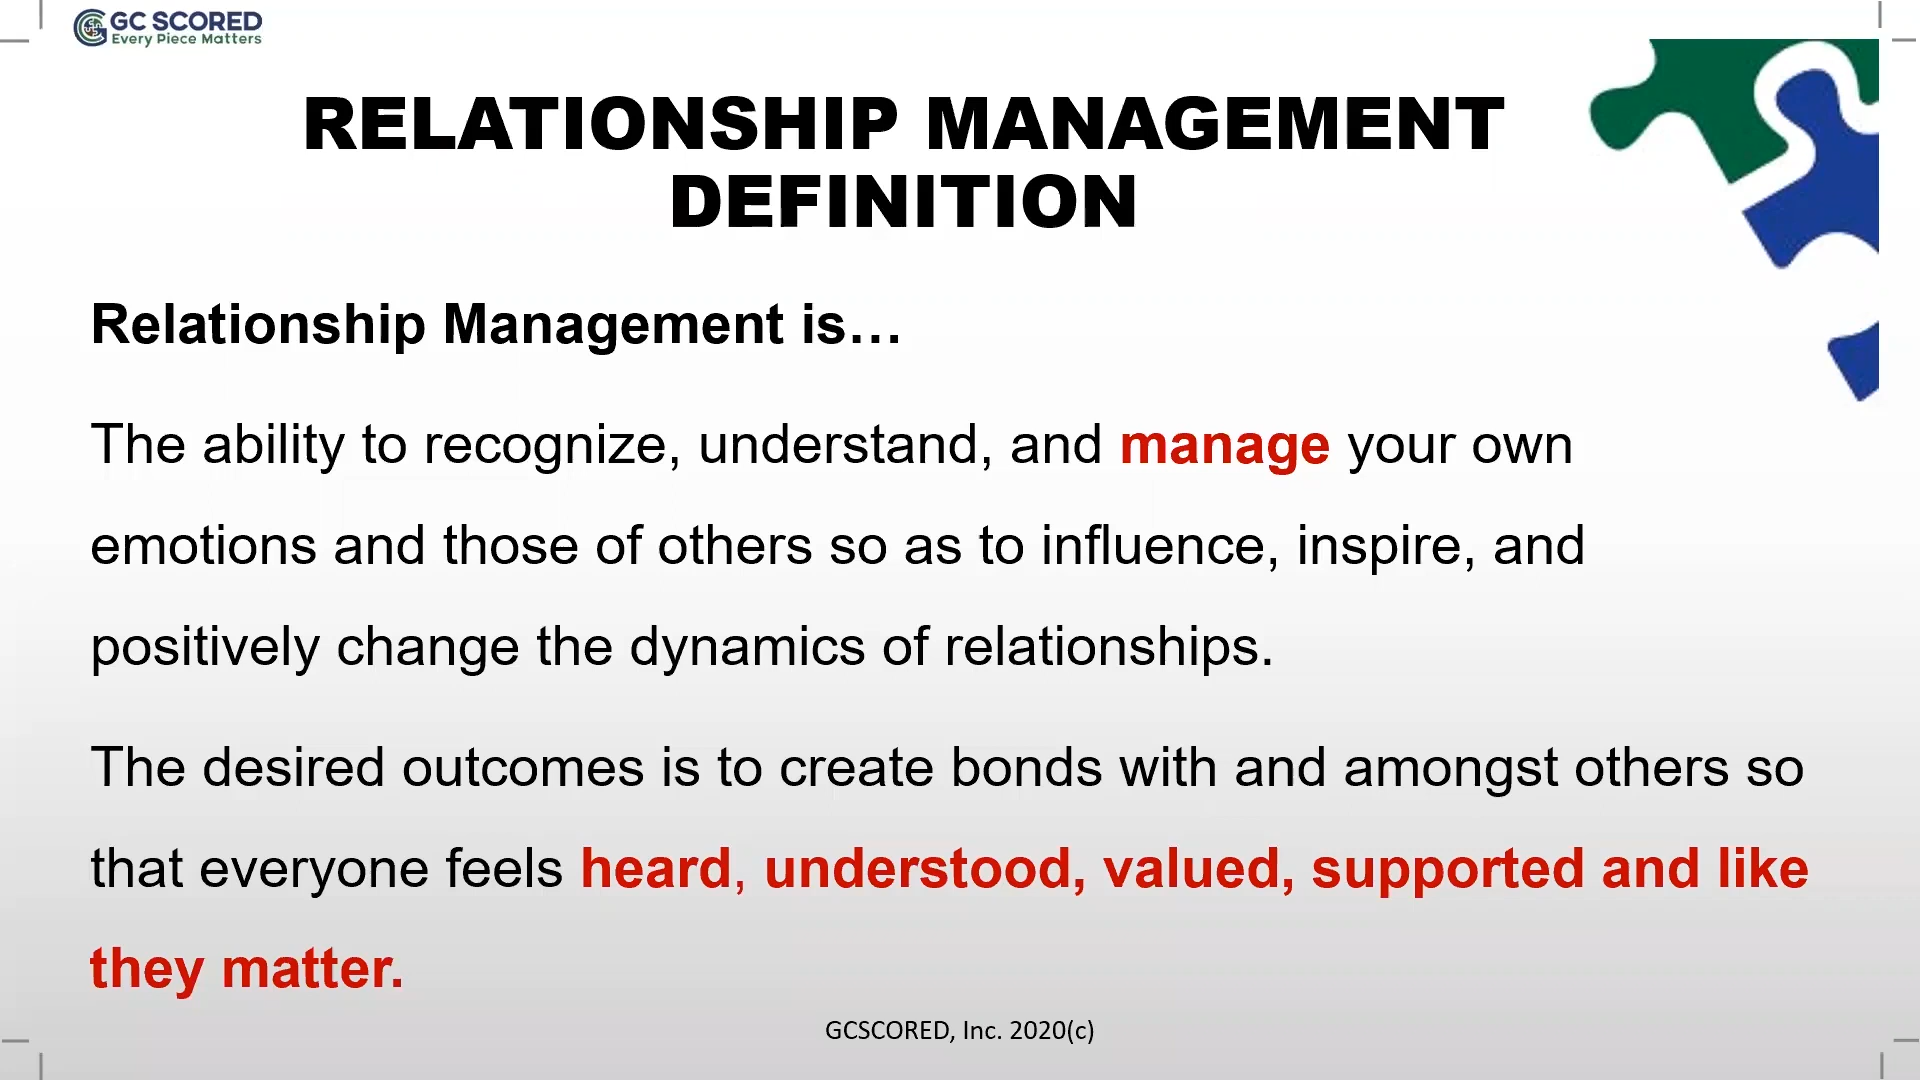 GC SCORED
Every Piece Matters
RELATIONSHIP MANAGEMENT
DEFINITION
Relationship Management is…
The ability to recognize, understand, and manage your own
emotions and those of others so as to influence, inspire, and
positively change the dynamics of relationships.
The desired outcomes is to create bonds with and amongst others so
that everyone feels heard, understood, valued, supported and like
they matter.
GCSCORED, Inc. 2020(c)